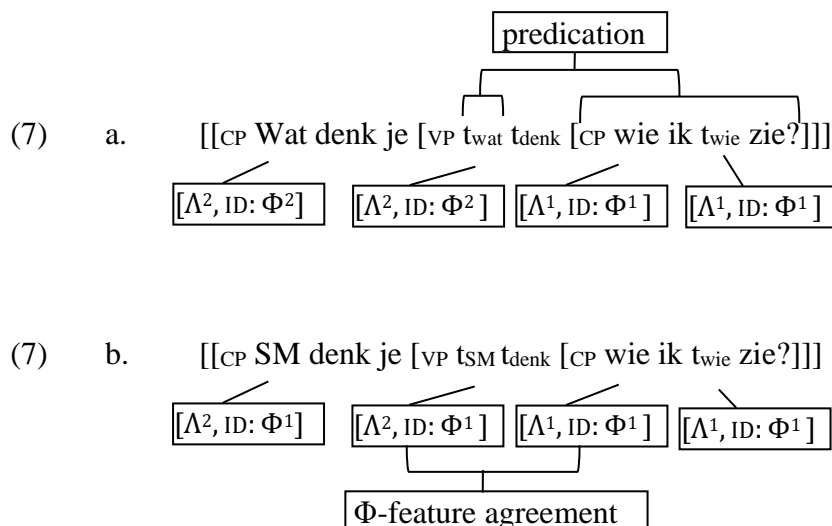 predication
(7) a. [[CP Wat denk je [VP twat tdenk [CP wie ik twie zie?]]]
[Λ², ID: Φ²] [Λ², ID: Φ²] [Λ¹, ID: Φ¹] [Λ¹, ID: Φ¹]
(7) b. [[CP SM denk je [VP tSM tdenk [CP wie ik twie zie?]]]
[Λ², ID: Φ¹] [Λ², ID: Φ¹] [Λ¹, ID: Φ¹] [Λ¹, ID: Φ¹]
Φ-feature agreement